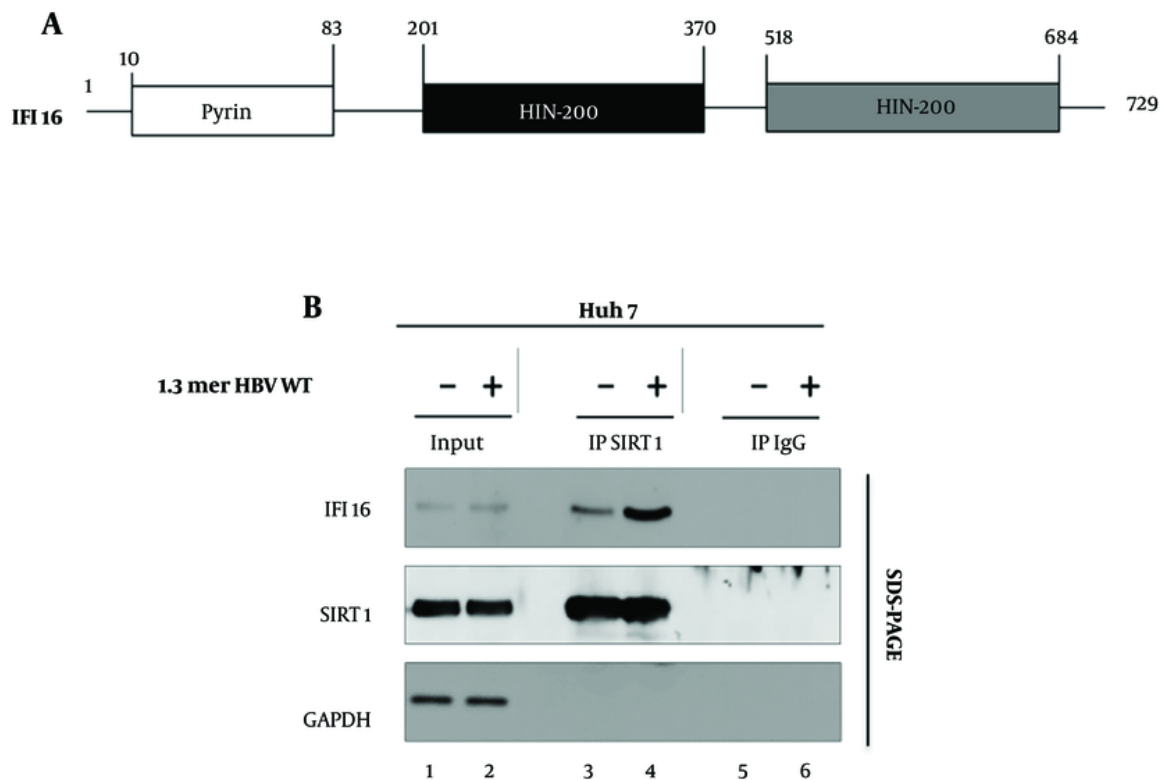 A
1
10
83
201
370
518
684
729
IFI 16
Pyrin
HIN-200
HIN-200
B
Huh 7
1.3 mer HBV WT
− + − + − +
Input IP SIRT 1 IP IgG
IFI 16
SIRT 1
GAPDH
SDS-PAGE
1 2 3 4 5 6